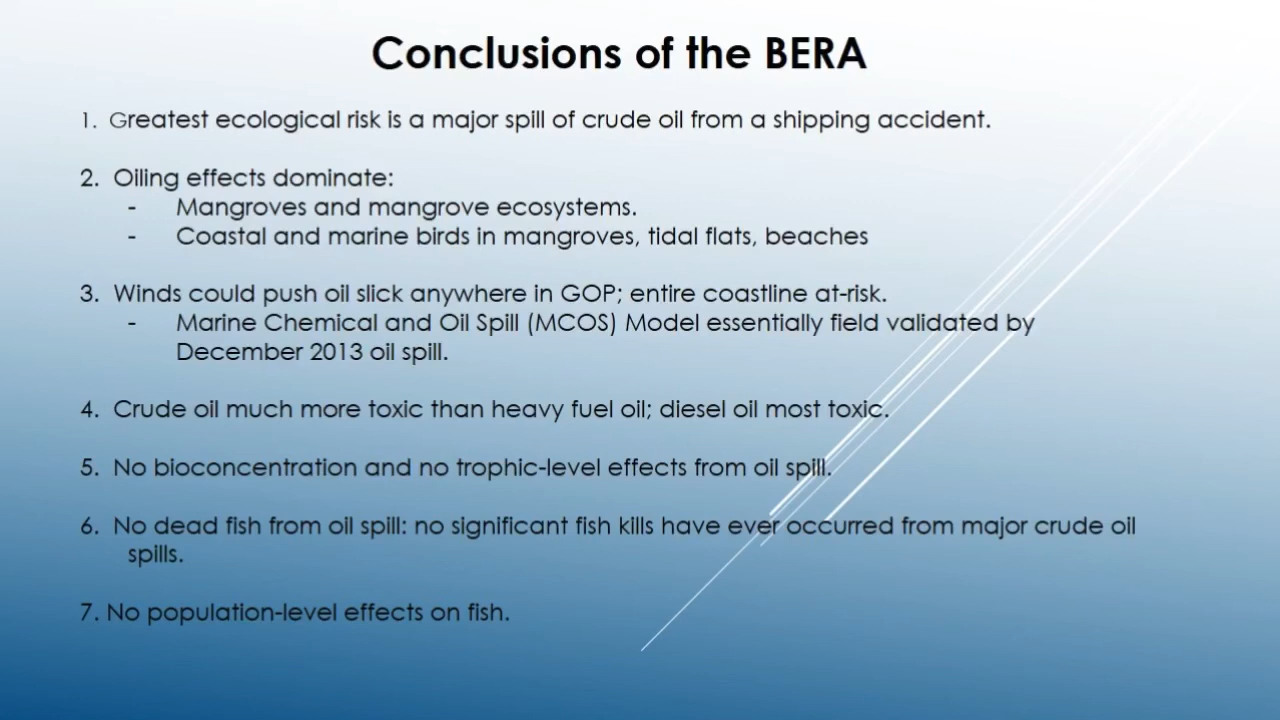 Conclusions of the BERA
1. Greatest ecological risk is a major spill of crude oil from a shipping accident.
2. Oiling effects dominate:
- Mangroves and mangrove ecosystems.
- Coastal and marine birds in mangroves, tidal flats, beaches
3. Winds could push oil slick anywhere in GOP; entire coastline at-risk.
- Marine Chemical and Oil Spill (MCOS) Model essentially field validated by
December 2013 oil spill.
4. Crude oil much more toxic than heavy fuel oil; diesel oil most toxic.
5. No bioconcentration and no trophic-level effects from oil spill.
6. No dead fish from oil spill: no significant fish kills have ever occurred from major crude oil
spills.
7. No population-level effects on fish.